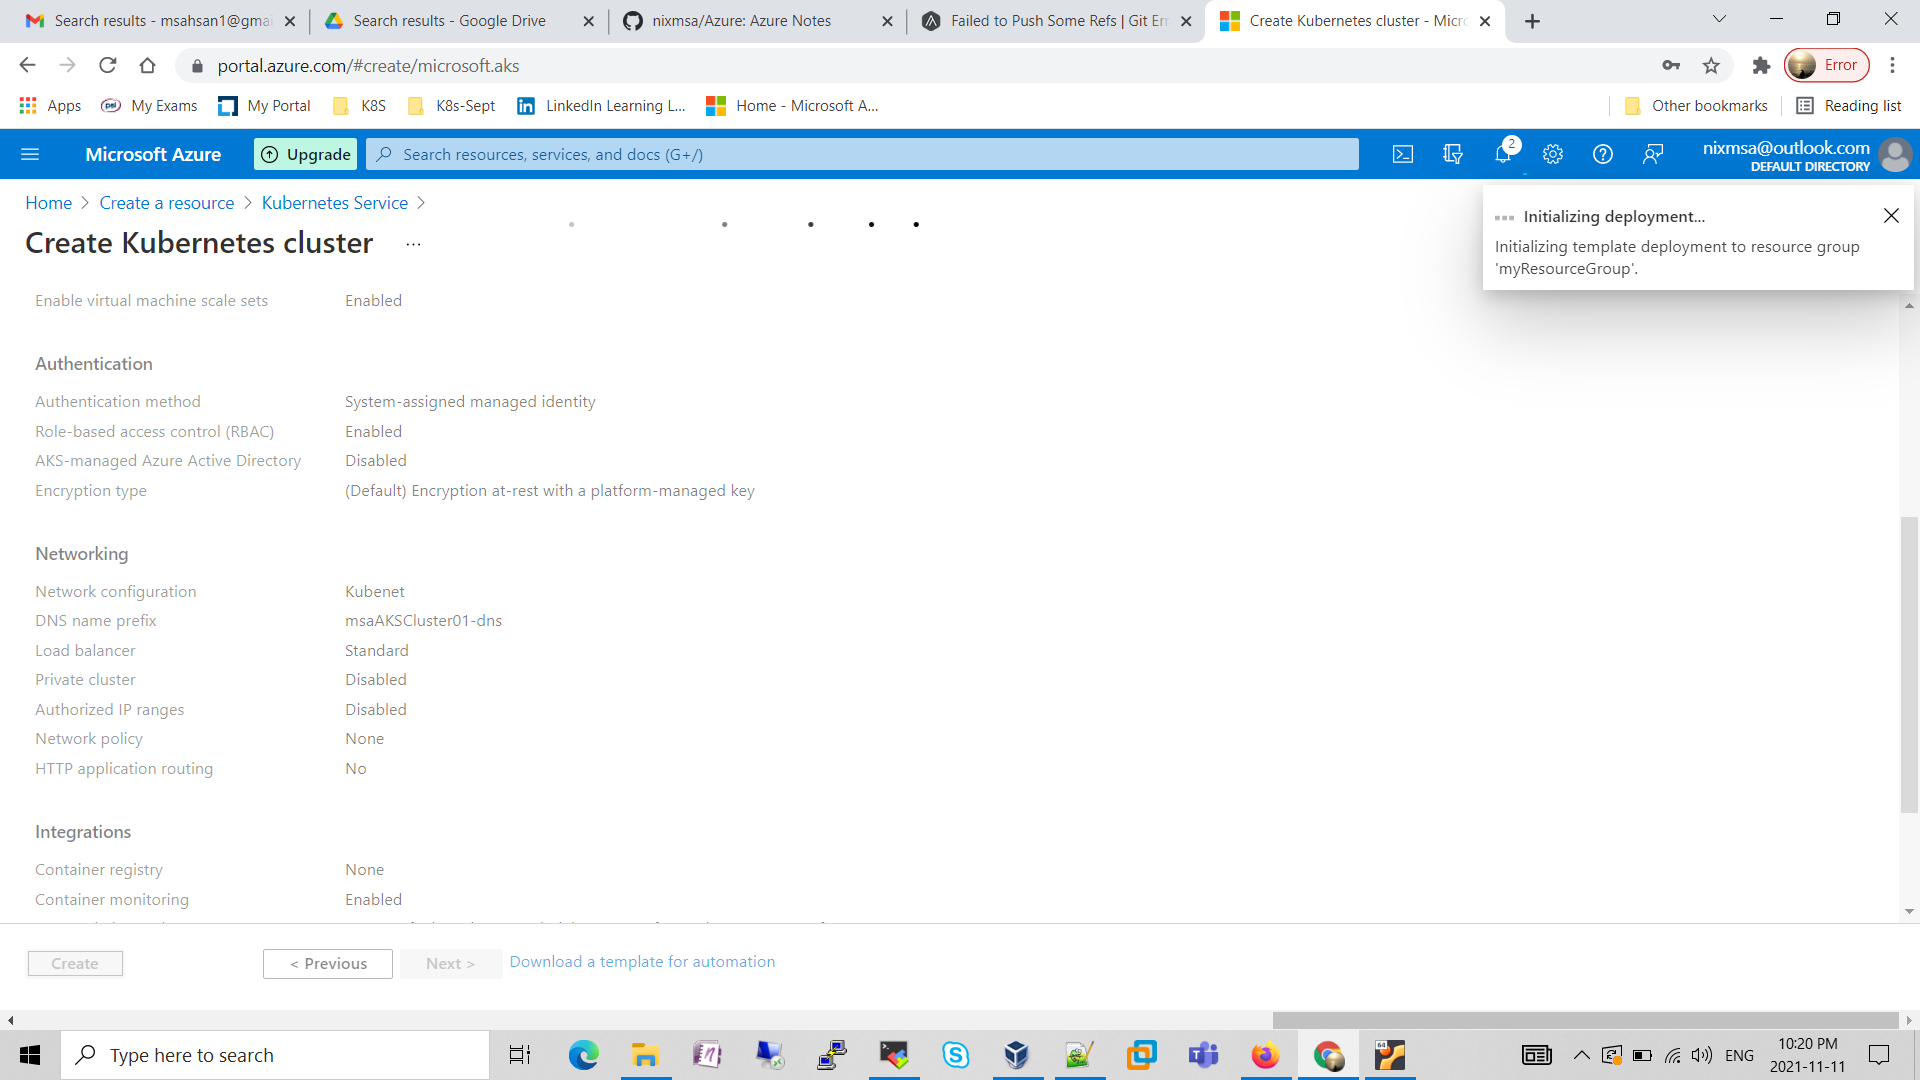 Search results - msahsan1@gmai
Search results - Google Drive
nixmsa/Azure: Azure Notes
Failed to Push Some Refs | Git Err
Create Kubernetes cluster - Micro
portal.azure.com/#create/microsoft.aks
Error
Apps
psi
My Exams
My Portal
K8S
K8s-Sept
LinkedIn Learning L...
Home - Microsoft A...
Other bookmarks
Reading list
Microsoft Azure
Upgrade
Search resources, services, and docs (G+/)
2
nixmsa@outlook.com
DEFAULT DIRECTORY
Home > Create a resource > Kubernetes Service >
Create Kubernetes cluster ...
Initializing deployment...
Initializing template deployment to resource group
'myResourceGroup'.
Enable virtual machine scale sets Enabled
Authentication
Authentication method System-assigned managed identity
Role-based access control (RBAC) Enabled
AKS-managed Azure Active Directory Disabled
Encryption type (Default) Encryption at-rest with a platform-managed key
Networking
Network configuration Kubenet
DNS name prefix msaAKSCluster01-dns
Load balancer Standard
Private cluster Disabled
Authorized IP ranges Disabled
Network policy None
HTTP application routing No
Integrations
Container registry None
Container monitoring Enabled
Create
< Previous
Next >
Download a template for automation
Type here to search
64
ENG
10:20 PM
2021-11-11